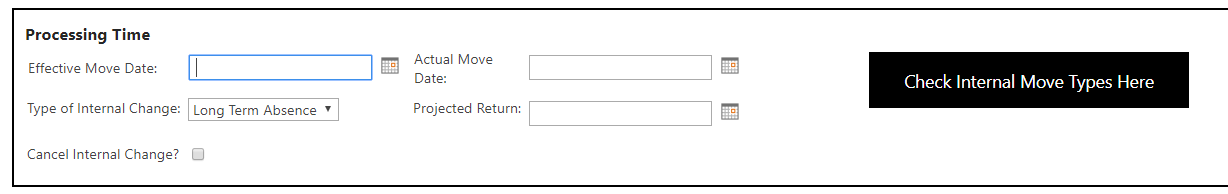 Processing Time
Effective Move Date:
Actual Move
Date:
Check Internal Move Types Here
Type of Internal Change:
Long Term Absence
Projected Return:
Cancel Internal Change?